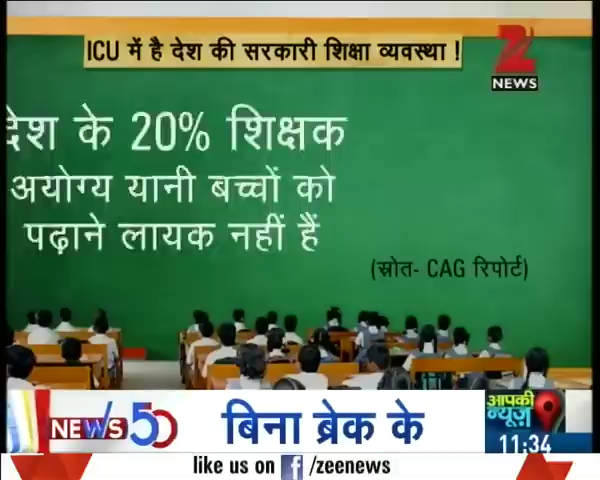 ICU में है देश की सरकारी शिक्षा व्यवस्था !
Z
NEWS
देश के 20% शिक्षक
अयोग्य यानी बच्चों को
पढ़ाने लायक नहीं हैं
(स्रोत- CAG रिपोर्ट)
NEWS 50
बिना ब्रेक के
आपकी
न्यूज़
11:34
like us on f /zeenews